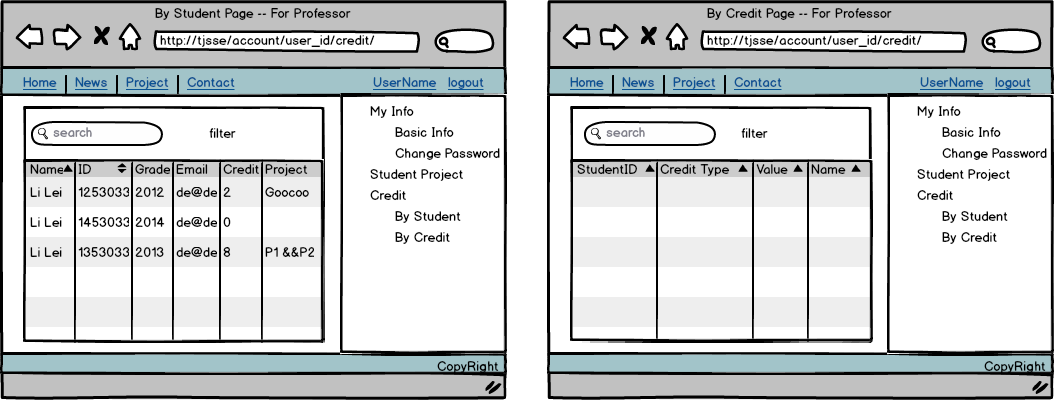 By Student Page -- For Professor
http://tjsse/account/user_id/credit/
Home News Project Contact UserName logout
search filter
Name ID Grade Email Credit Project
Li Lei 1253033 2012 de@de 2 Goocoo
Li Lei 1453033 2014 de@de 0
Li Lei 1353033 2013 de@de 8 P1 &&P2
My Info
Basic Info
Change Password
Student Project
Credit
By Student
By Credit
CopyRight
By Credit Page -- For Professor
http://tjsse/account/user_id/credit/
Home News Project Contact UserName logout
search filter
StudentID Credit Type Value Name
My Info
Basic Info
Change Password
Student Project
Credit
By Student
By Credit
CopyRight